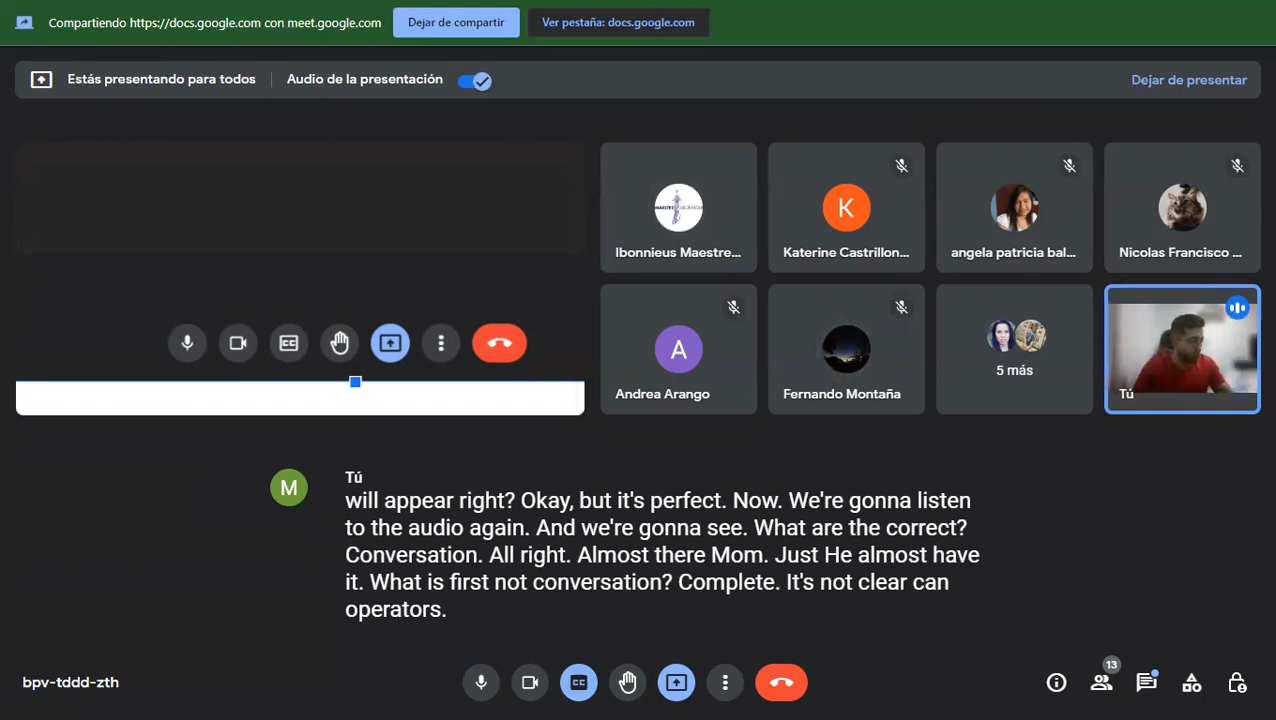 Compartiendo https://docs.google.com con meet.google.com
Dejar de compartir
Ver pestaña: docs.google.com
Estás presentando para todos
Audio de la presentación
Dejar de presentar
Ibonnieus Maestre...
K
Katerine Castrillon...
angela patricia bal...
Nicolas Francisco ...
A
Andrea Arango
Fernando Montaña
5 más
Tú
M
Tú
will appear right? Okay, but it's perfect. Now. We're gonna listen
to the audio again. And we're gonna see. What are the correct?
Conversation. All right. Almost there Mom. Just He almost have
it. What is first not conversation? Complete. It's not clear can
operators.
bpv-tddd-zth
13